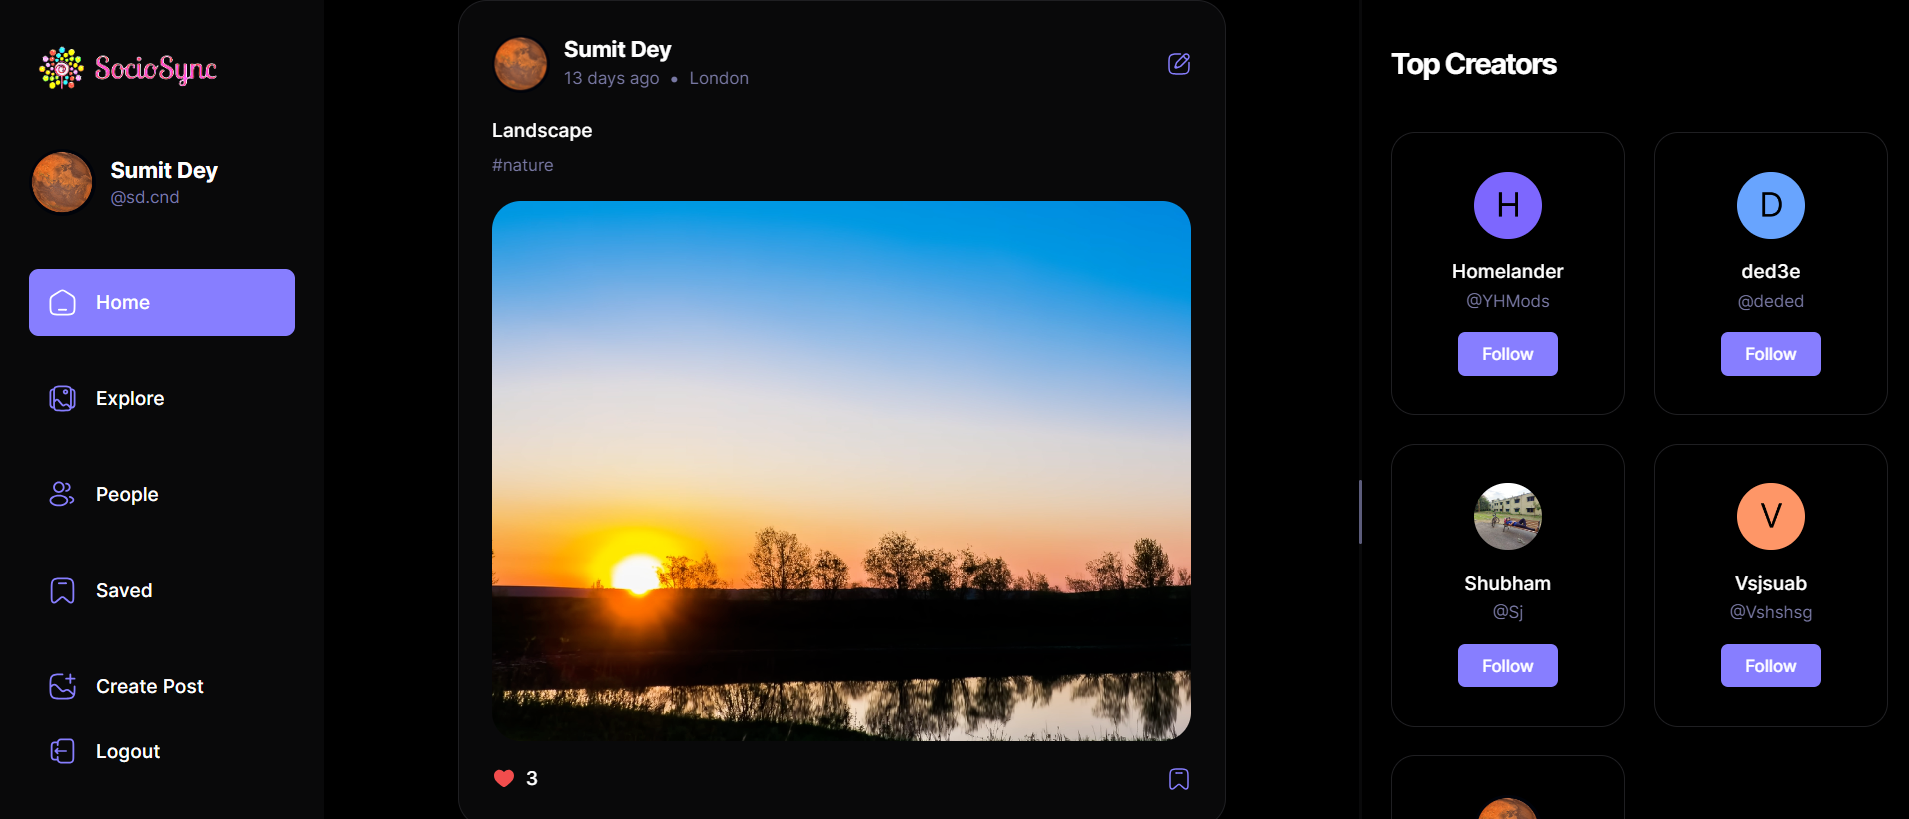 SocioSync
Sumit Dey
@sd.cnd
Home
Explore
People
Saved
Create Post
Logout
Sumit Dey
13 days ago • London
Landscape
#nature
3
Top Creators
H
Homelander
@YHMods
Follow
D
ded3e
@deded
Follow
Shubham
@Sj
Follow
V
Vsjsuab
@Vshshsg
Follow